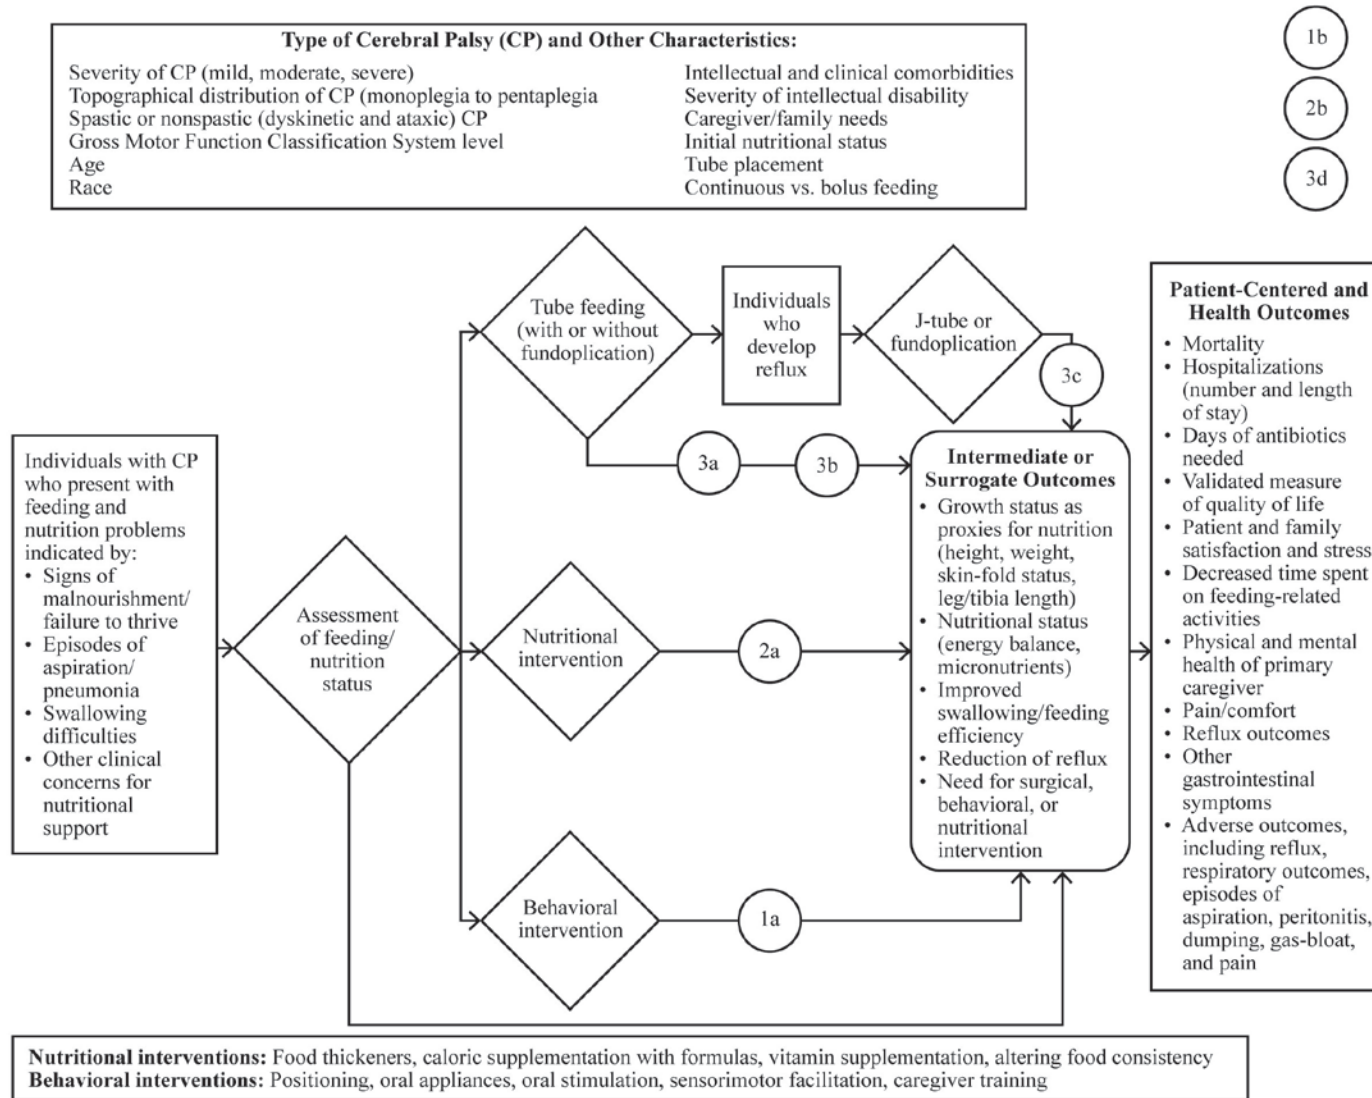 Type of Cerebral Palsy (CP) and Other Characteristics:
Severity of CP (mild, moderate, severe)
Topographical distribution of CP (monoplegia to pentaplegia
Spastic or nonspastic (dyskinetic and ataxic) CP
Gross Motor Function Classification System level
Age
Race
Intellectual and clinical comorbidities
Severity of intellectual disability
Caregiver/family needs
Initial nutritional status
Tube placement
Continuous vs. bolus feeding
1b
2b
3d
Individuals with CP
who present with
feeding and
nutrition problems
indicated by:
• Signs of
malnourishment/
failure to thrive
• Episodes of
aspiration/
pneumonia
• Swallowing
difficulties
• Other clinical
concerns for
nutritional
support
Assessment
of feeding/
nutrition
status
Tube feeding
(with or without
fundoplication)
Individuals
who
develop
reflux
J-tube or
fundoplication
3c
3a
3b
Nutritional
intervention
2a
Behavioral
intervention
1a
Intermediate or
Surrogate Outcomes
• Growth status as
proxies for nutrition
(height, weight,
skin-fold status,
leg/tibia length)
• Nutritional status
(energy balance,
micronutrients)
• Improved
swallowing/feeding
efficiency
• Reduction of reflux
• Need for surgical,
behavioral, or
nutritional
intervention
Patient-Centered and
Health Outcomes
• Mortality
• Hospitalizations
(number and length
of stay)
• Days of antibiotics
needed
• Validated measure
of quality of life
• Patient and family
satisfaction and stress
• Decreased time spent
on feeding-related
activities
• Physical and mental
health of primary
caregiver
• Pain/comfort
• Reflux outcomes
• Other
gastrointestinal
symptoms
• Adverse outcomes,
including reflux,
respiratory outcomes,
episodes of
aspiration, peritonitis,
dumping, gas-bloat,
and pain
Nutritional interventions: Food thickeners, caloric supplementation with formulas, vitamin supplementation, altering food consistency
Behavioral interventions: Positioning, oral appliances, oral stimulation, sensorimotor facilitation, caregiver training